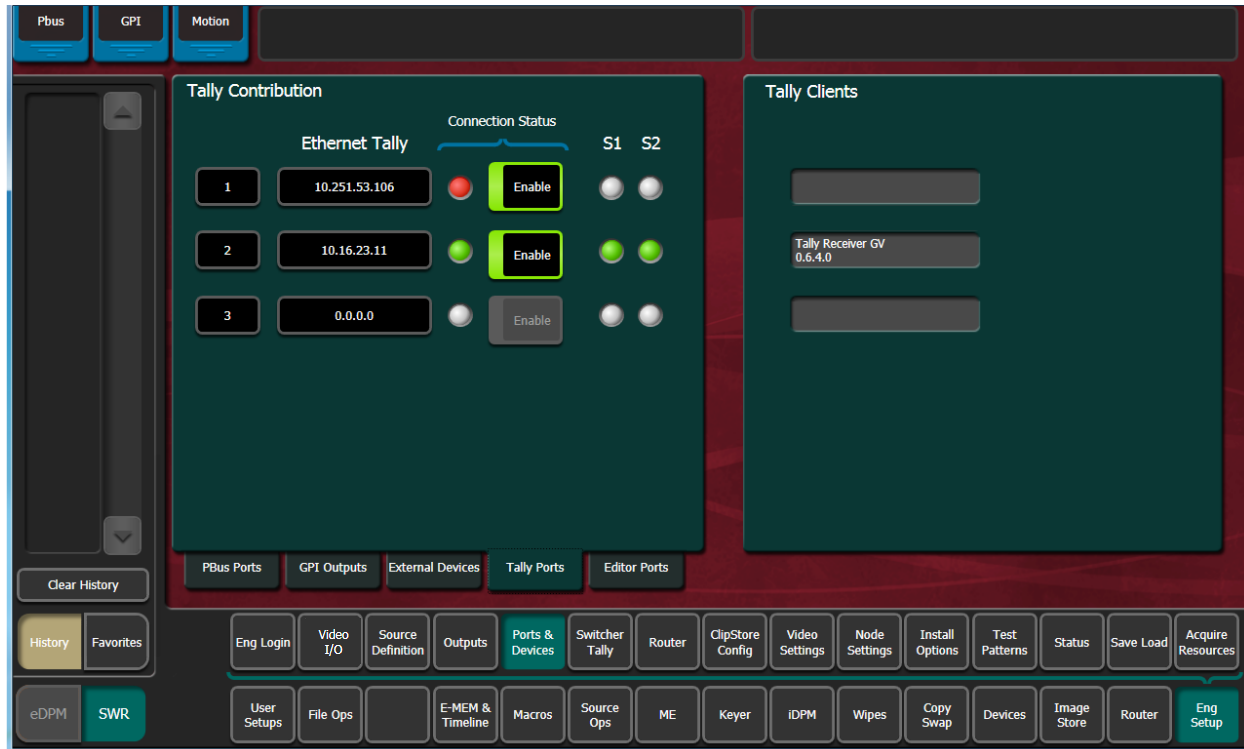 Pbus
GPI
Motion
Tally Contribution
Ethernet Tally
Connection Status
S1 S2
1
10.251.53.106
Enable
2
10.16.23.11
Enable
3
0.0.0.0
Enable
Tally Clients
Tally Receiver GV
0.6.4.0
PBus Ports
GPI Outputs
External Devices
Tally Ports
Editor Ports
Clear History
History
Favorites
eDPM
SWR
Eng Login
Video
I/O
Source
Definition
Outputs
Ports &
Devices
Switcher
Tally
Router
ClipStore
Config
Video
Settings
Node
Settings
Install
Options
Test
Patterns
Status
Save Load
Acquire
Resources
User
Setups
File Ops
E-MEM &
Timeline
Macros
Source
Ops
ME
Keyer
iDPM
Wipes
Copy
Swap
Devices
Image
Store
Router
Eng
Setup